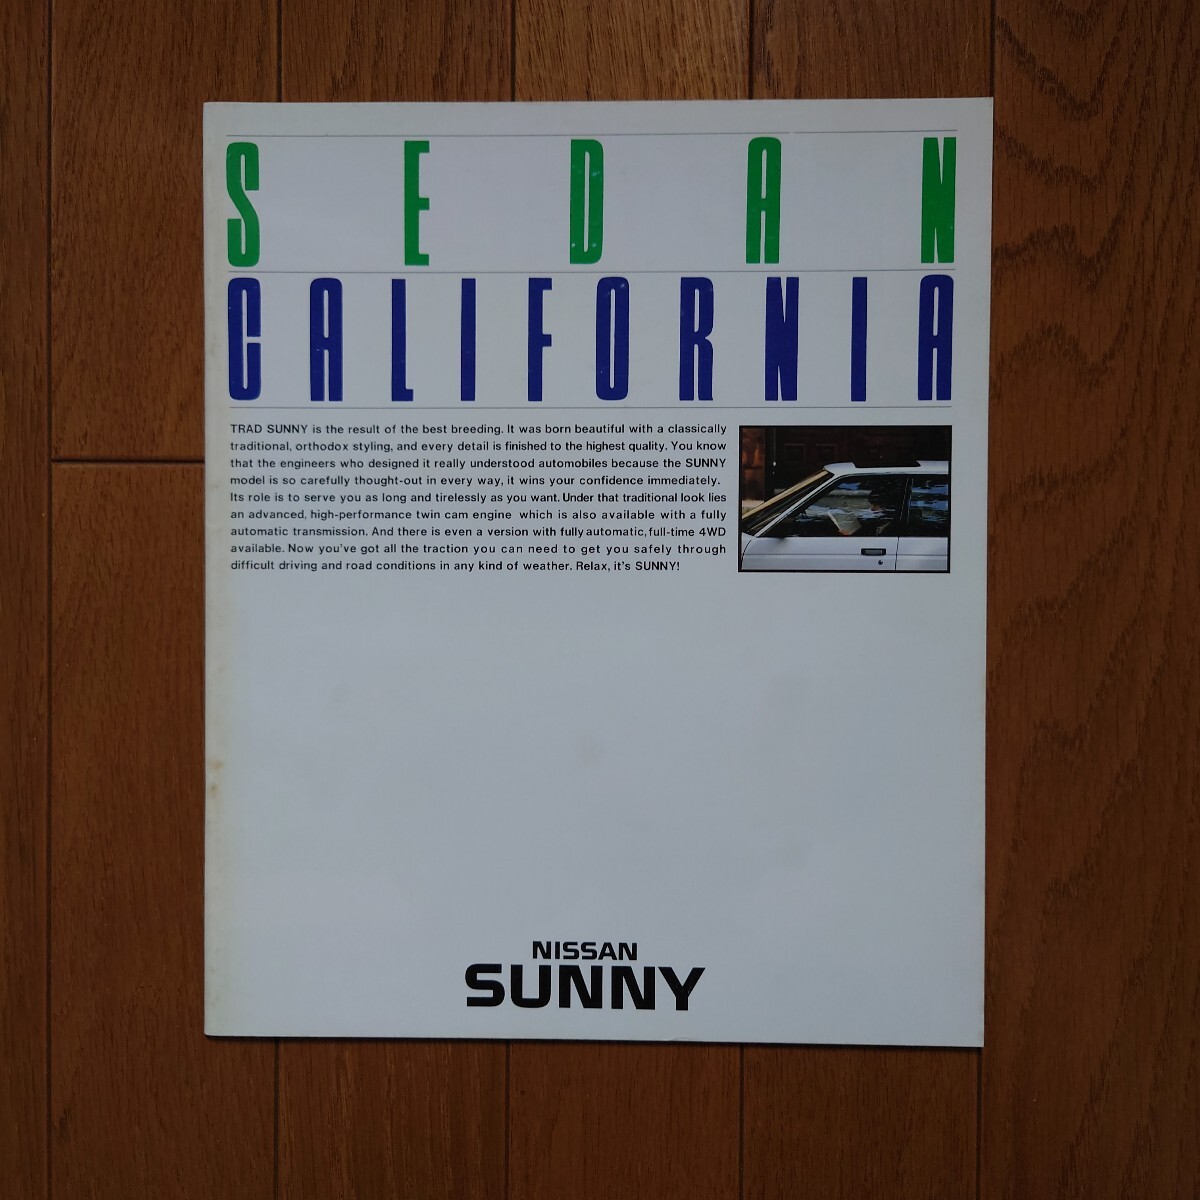 SEDAN
CALIFORNIA
TRAD SUNNY is the result of the best breeding. It was born beautiful with a classically
traditional, orthodox styling, and every detail is finished to the highest quality. You know
that the engineers who designed it really understood automobiles because the SUNNY
model is so carefully thought-out in every way, it wins your confidence immediately.
Its role is to serve you as long and tirelessly as you want. Under that traditional look lies
an advanced, high-performance twin cam engine which is also available with a fully
automatic transmission. And there is even a version with fully automatic, full-time 4WD
available. Now you've got all the traction you can need to get you safely through
difficult driving and road conditions in any kind of weather. Relax, it's SUNNY!
NISSAN
SUNNY